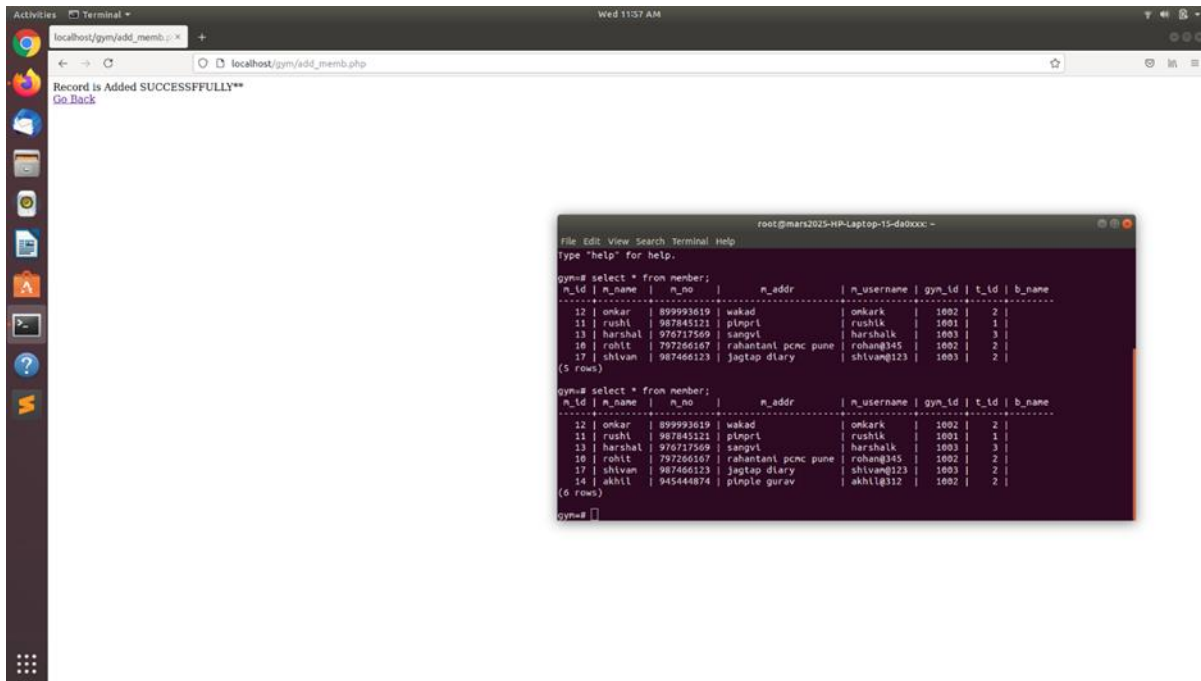 Activities Terminal Wed 11:57 AM
localhost/gym/add_memb.p
localhost/gym/add_memb.php
Record is Added SUCCESSFFULLY**
Go Back
root@mars2025-HP-Laptop-15-da0xxx: ~
File Edit View Search Terminal Help
Type "help" for help.
gym=# select * from member;
m_id | m_name | m_no | m_addr | m_username | gym_id | t_id | b_name
12 | omkar | 899993619 | wakad | omkark | 1002 | 2 |
11 | rushi | 987845121 | pimpri | rushik | 1001 | 1 |
13 | harshal | 976717569 | sangvi | harshalk | 1003 | 3 |
10 | rohit | 797266167 | rahantani pcmc pune | rohan@345 | 1002 | 2 |
17 | shivam | 987466123 | jagtap diary | shivam@123 | 1003 | 2 |
(5 rows)
gym=# select * from member;
m_id | m_name | m_no | m_addr | m_username | gym_id | t_id | b_name
12 | omkar | 899993619 | wakad | omkark | 1002 | 2 |
11 | rushi | 987845121 | pimpri | rushik | 1001 | 1 |
13 | harshal | 976717569 | sangvi | harshalk | 1003 | 3 |
10 | rohit | 797266167 | rahantani pcmc pune | rohan@345 | 1002 | 2 |
17 | shivam | 987466123 | jagtap diary | shivam@123 | 1003 | 2 |
14 | akhil | 945444874 | pimple gurav | akhil@312 | 1002 | 2 |
(6 rows)
gym=#